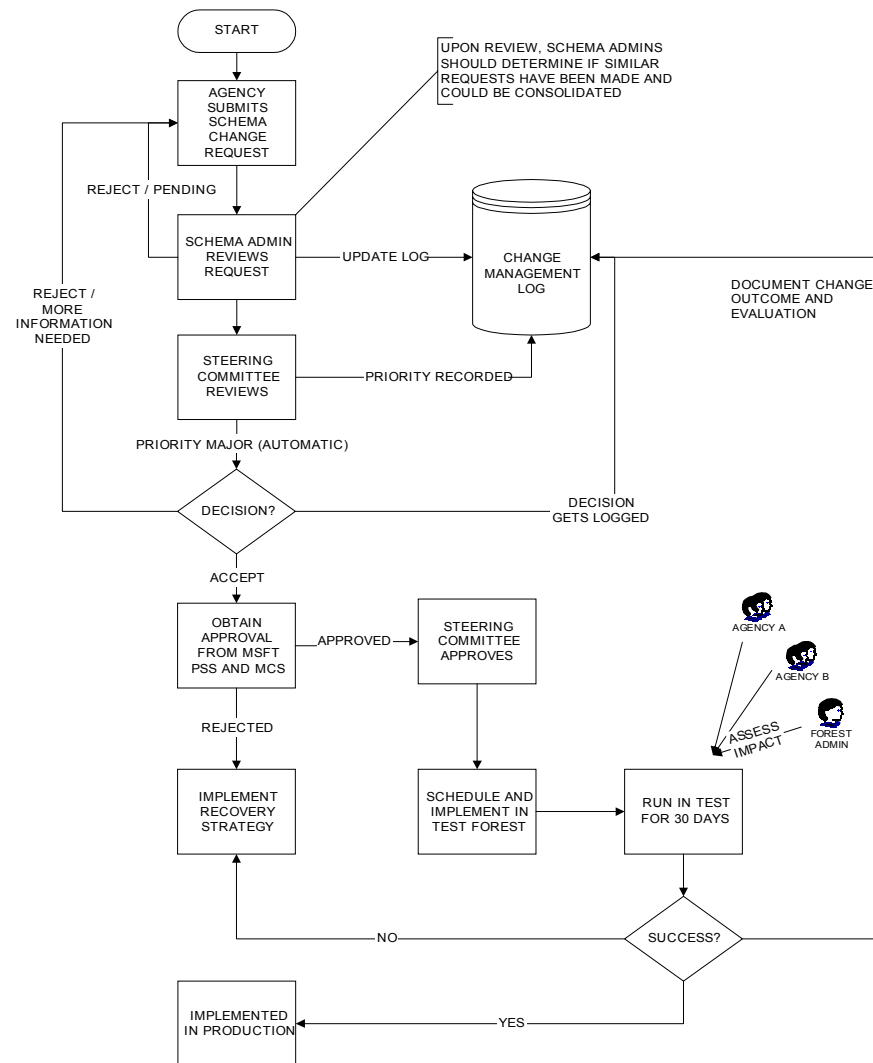 START
UPON REVIEW, SCHEMA ADMINS
SHOULD DETERMINE IF SIMILAR
REQUESTS HAVE BEEN MADE AND
COULD BE CONSOLIDATED
AGENCY
SUBMITS
SCHEMA
CHANGE
REQUEST
REJECT / PENDING
SCHEMA ADMIN
REVIEWS
REQUEST
UPDATE LOG
CHANGE
MANAGEMENT
LOG
DOCUMENT CHANGE
OUTCOME AND
EVALUATION
REJECT /
MORE
INFORMATION
NEEDED
STEERING
COMMITTEE
REVIEWS
PRIORITY RECORDED
PRIORITY MAJOR (AUTOMATIC)
DECISION?
DECISION
GETS LOGGED
ACCEPT
OBTAIN
APPROVAL
FROM MSFT
PSS AND MCS
APPROVED
STEERING
COMMITTEE
APPROVES
AGENCY A
AGENCY B
FOREST
ADMIN
ASSESS
IMPACT
REJECTED
IMPLEMENT
RECOVERY
STRATEGY
SCHEDULE AND
IMPLEMENT IN
TEST FOREST
RUN IN TEST
FOR 30 DAYS
NO
SUCCESS?
IMPLEMENTED
IN PRODUCTION
YES